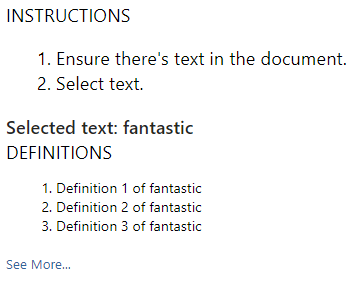 INSTRUCTIONS
1. Ensure there's text in the document.
2. Select text.
Selected text: fantastic
DEFINITIONS
1. Definition 1 of fantastic
2. Definition 2 of fantastic
3. Definition 3 of fantastic
See More...